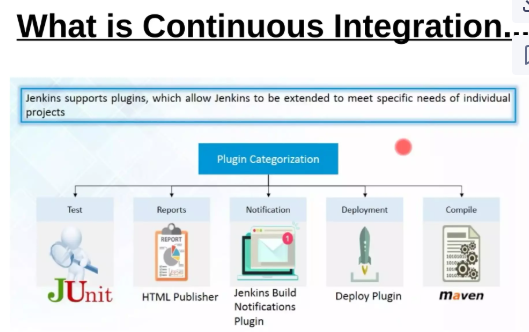 What is Continuous Integration.--
Jenkins supports plugins, which allow Jenkins to be extended to meet specific needs of individual
projects
Plugin Categorization
Test
Reports
Notification
Deployment
Compile
REPORT
1
JUnit
HTML Publisher
Jenkins Build
Notifications
Plugin
Deploy Plugin
maven